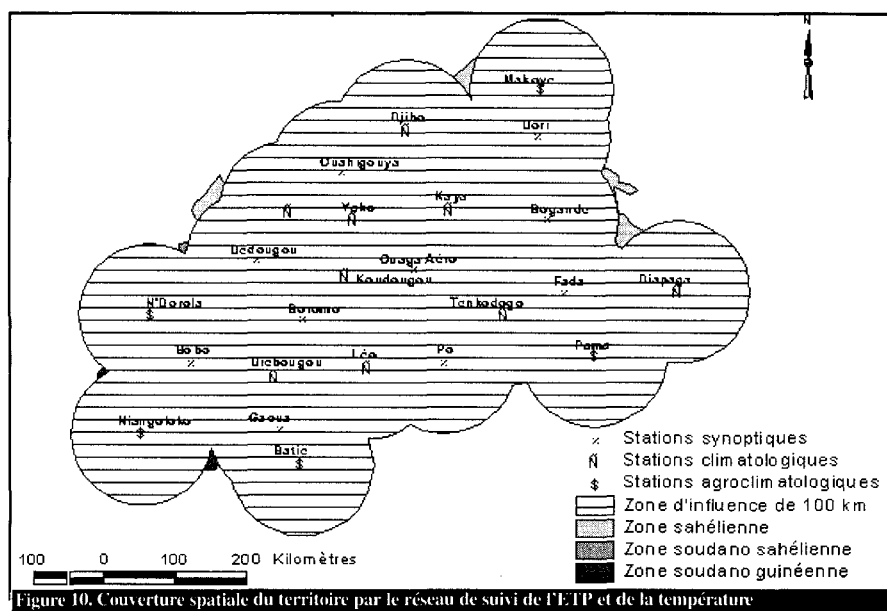 N
Makoye
Djibo
Dori
Ouahigouya
Yako
Kaya
Bogande
Dedougou
Ouaga Aéro
Koudougou
Fada
Diapaga
N'Dorola
Boromo
Tenkodogo
Bobo
Diebougou
Léo
Po
Pama
Niangoloko
Gaoua
Batie
Stations synoptiques
Stations climatologiques
Stations agroclimatologiques
Zone d'influence de 100 km
Zone sahélienne
Zone soudano sahélienne
Zone soudano guinéenne
100 0 100 200 Kilomètres
Figure 10. Couverture spatiale du territoire par le réseau de suivi de l'ETP et de la température